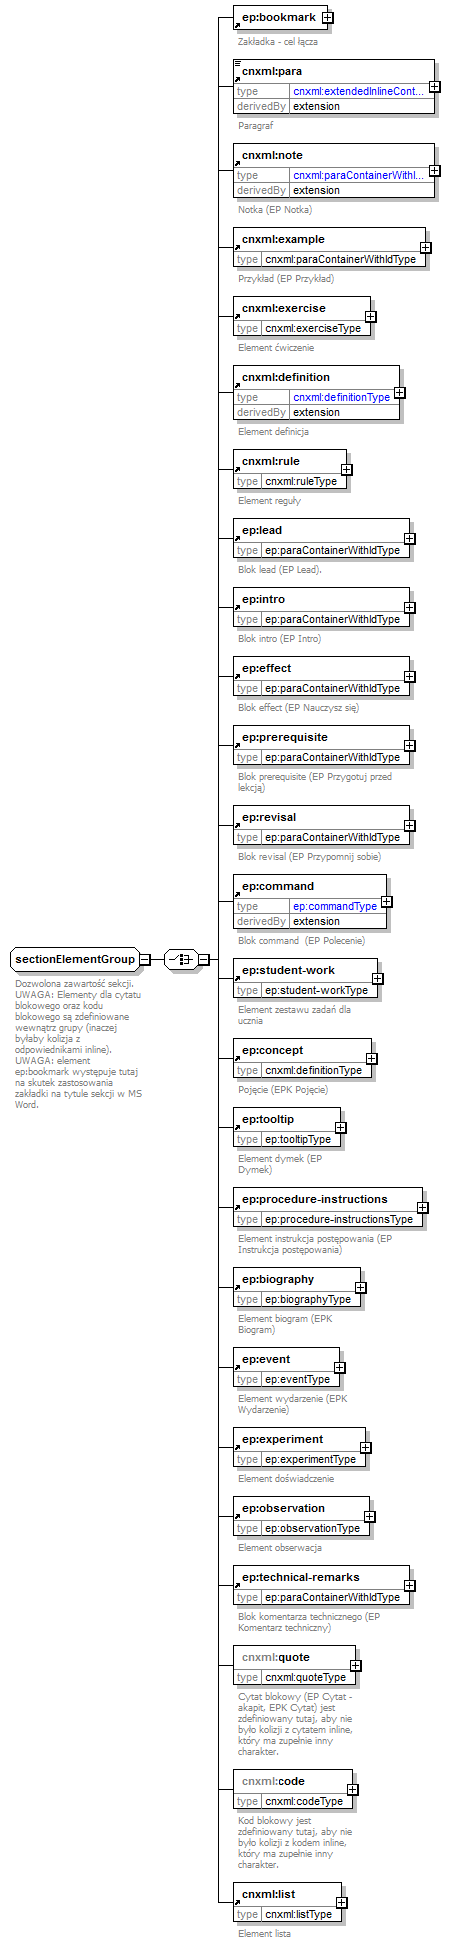 ep:bookmark
Zakładka - cel łącza
cnxml:para
type cnxml:extendedInlineCont...
derivedBy extension
Paragraf
cnxml:note
type cnxml:paraContainerWithI...
derivedBy extension
Notka (EP Notka)
cnxml:example
type cnxml:paraContainerWithIdType
Przykład (EP Przykład)
cnxml:exercise
type cnxml:exerciseType
Element ćwiczenie
cnxml:definition
type cnxml:definitionType
derivedBy extension
Element definicja
cnxml:rule
type cnxml:ruleType
Element reguły
ep:lead
type ep:paraContainerWithIdType
Blok lead (EP Lead).
ep:intro
type ep:paraContainerWithIdType
Blok intro (EP Intro)
ep:effect
type ep:paraContainerWithIdType
Blok effect (EP Nauczysz się)
ep:prerequisite
type ep:paraContainerWithIdType
Blok prerequisite (EP Przygotuj przed
lekcją)
ep:revisal
type ep:paraContainerWithIdType
Blok revisal (EP Przypomnij sobie)
ep:command
type ep:commandType
derivedBy extension
Blok command (EP Polecenie)
sectionElementGroup
Dozwolona zawartość sekcji.
UWAGA: Elementy dla cytatu
blokowego oraz kodu
blokowego są zdefiniowane
wewnątrz grupy (inaczej
byłaby kolizja z
odpowiednikami inline).
UWAGA: element
ep:bookmark występuje tutaj
na skutek zastosowania
zakładki na tytule sekcji w MS
Word.
ep:student-work
type ep:student-workType
Element zestawu zadań dla
ucznia
ep:concept
type cnxml:definitionType
Pojęcie (EPK Pojęcie)
ep:tooltip
type ep:tooltipType
Element dymek (EP
Dymek)
ep:procedure-instructions
type ep:procedure-instructionsType
Element instrukcja postępowania (EP
Instrukcja postępowania)
ep:biography
type ep:biographyType
Element biogram (EPK
Biogram)
ep:event
type ep:eventType
Element wydarzenie (EPK
Wydarzenie)
ep:experiment
type ep:experimentType
Element doświadczenie
ep:observation
type ep:observationType
Element obserwacja
ep:technical-remarks
type ep:paraContainerWithIdType
Blok komentarza technicznego (EP
Komentarz techniczny)
cnxml:quote
type cnxml:quoteType
Cytat blokowy (EP Cytat -
akapit, EPK Cytat) jest
zdefiniowany tutaj, aby nie
było kolizji z cytatem inline,
który ma zupełnie inny
charakter.
cnxml:code
type cnxml:codeType
Kod blokowy jest
zdefiniowany tutaj, aby nie
było kolizji z kodem inline,
który ma zupełnie inny
charakter.
cnxml:list
type cnxml:listType
Element lista